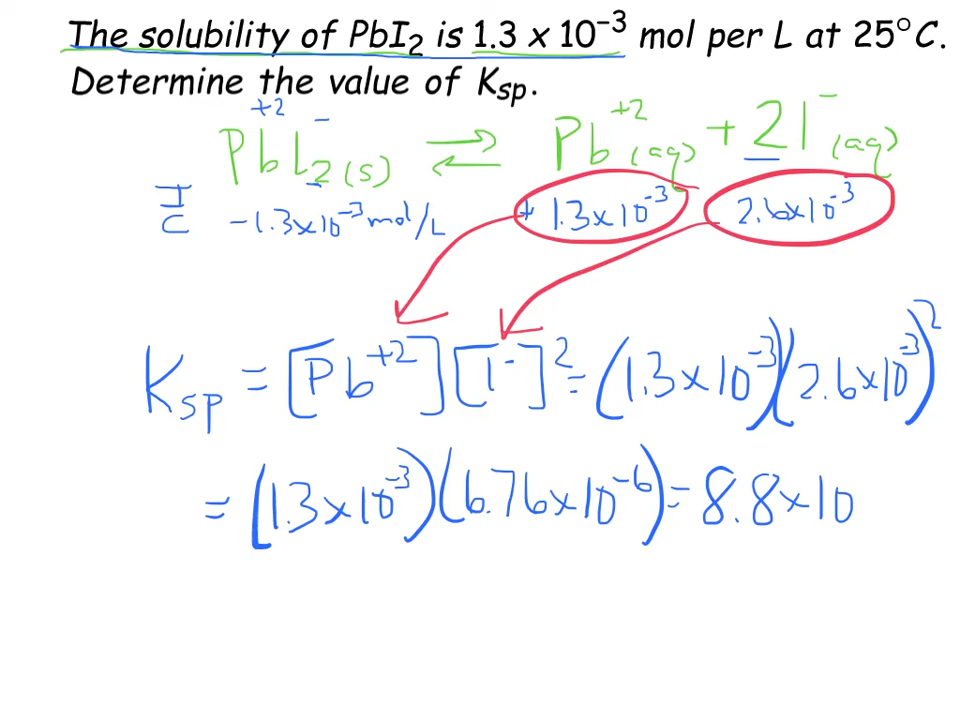 The solubility of PbI₂ is 1.3 x 10⁻³ mol per L at 25°C.
Determine the value of Ksp.
+2 - +2 -
PbI₂(s) ⇌ Pb(aq) + 2I(aq)
I
C -1.3x10⁻³ mol/L + 1.3x10⁻³ 2.6x10⁻³
Ksp = [Pb⁺²][I⁻]² = (1.3x10⁻³)(2.6x10⁻³)²
= (1.3x10⁻³)(6.76x10⁻⁶) = 8.8x10